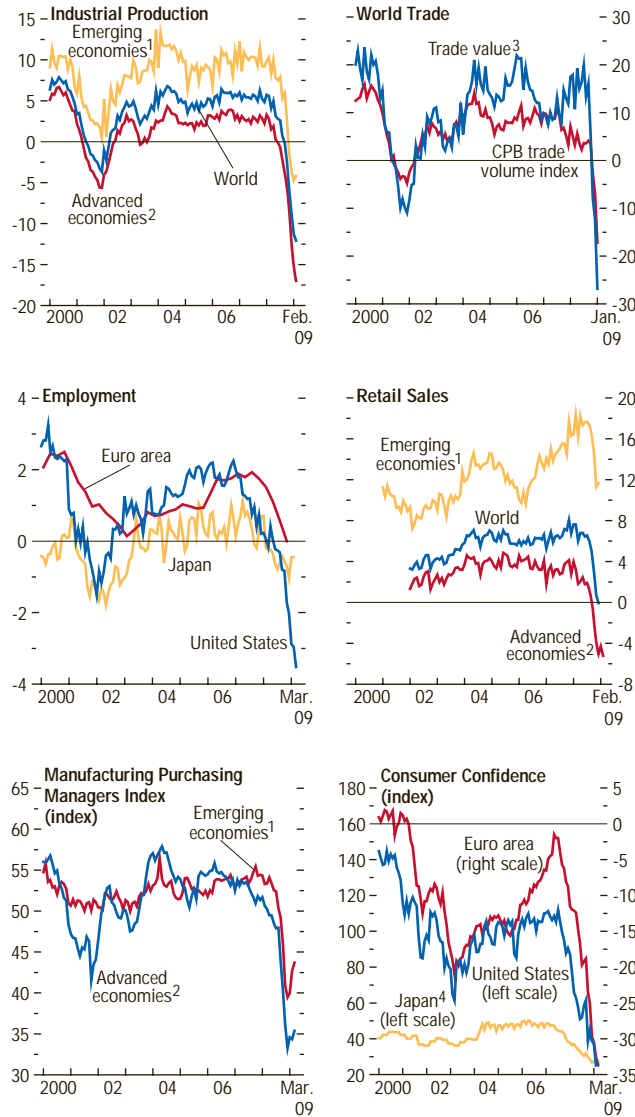 Industrial Production
15
10
5
0
-5
-10
-15
-20
Emerging
economies1
World
Advanced
economies2
2000 02 04 06 Feb.
09
World Trade
30
20
10
0
-10
-20
-30
Trade value3
CPB trade
volume index
2000 02 04 06 Jan.
09
Employment
4
2
0
-2
-4
Euro area
Japan
United States
2000 02 04 06 Mar.
09
Retail Sales
20
16
12
8
4
0
-4
-8
Emerging
economies1
World
Advanced
economies2
2000 02 04 06 Feb.
09
Manufacturing Purchasing
Managers Index
(index)
65
60
55
50
45
40
35
30
Emerging
economies1
Advanced
economies2
2000 02 04 06 Mar.
09
Consumer Confidence
(index)
180
160
140
120
100
80
60
40
20
5
0
-5
-10
-15
-20
-25
-30
-35
Euro area
(right scale)
United States
(left scale)
Japan4
(left scale)
2000 02 04 06 Mar.
09